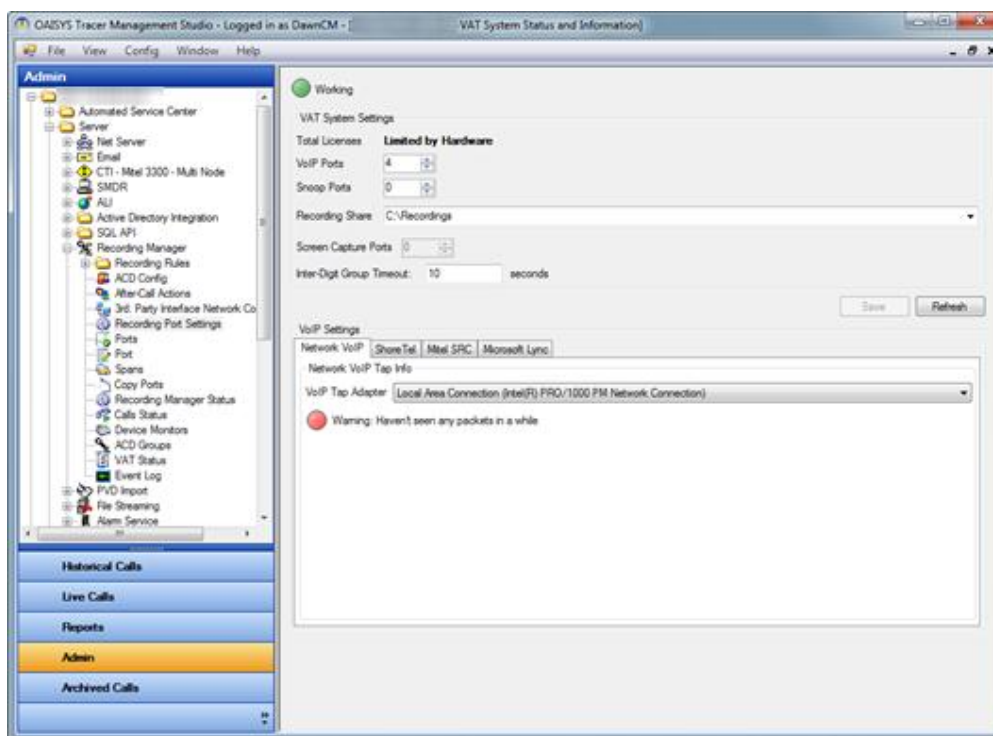 OAISYS Tracer Management Studio - Logged in as DawnCM - [ VAT System Status and Information]
File View Config Window Help
Admin
Automated Service Center
Server
Net Server
Email
CTI - Mitel 3300 - Multi Node
SMDR
ALI
Active Directory Integration
SQL API
Recording Manager
Recording Rules
ACD Config
After-Call Actions
3rd. Party Interface Network Co
Recording Port Settings
Ports
Port
Spans
Copy Ports
Recording Manager Status
Calls Status
Device Monitors
ACD Groups
VAT Status
Event Log
PVD Import
File Streaming
Alarm Service
Historical Calls
Live Calls
Reports
Admin
Archived Calls
Working
VAT System Settings
Total Licenses Limited by Hardware
VoIP Ports 4
Snoop Ports 0
Recording Share C:\Recordings
Screen Capture Ports 0
Inter-Digit Group Timeout: 10 seconds
Save Refresh
VoIP Settings
Network VoIP ShoreTel Mitel SRC Microsoft Lync
Network VoIP Tap Info
VoIP Tap Adapter Local Area Connection (Intel(R) PRO/1000 PM Network Connection)
Warning: Haven't seen any packets in a while